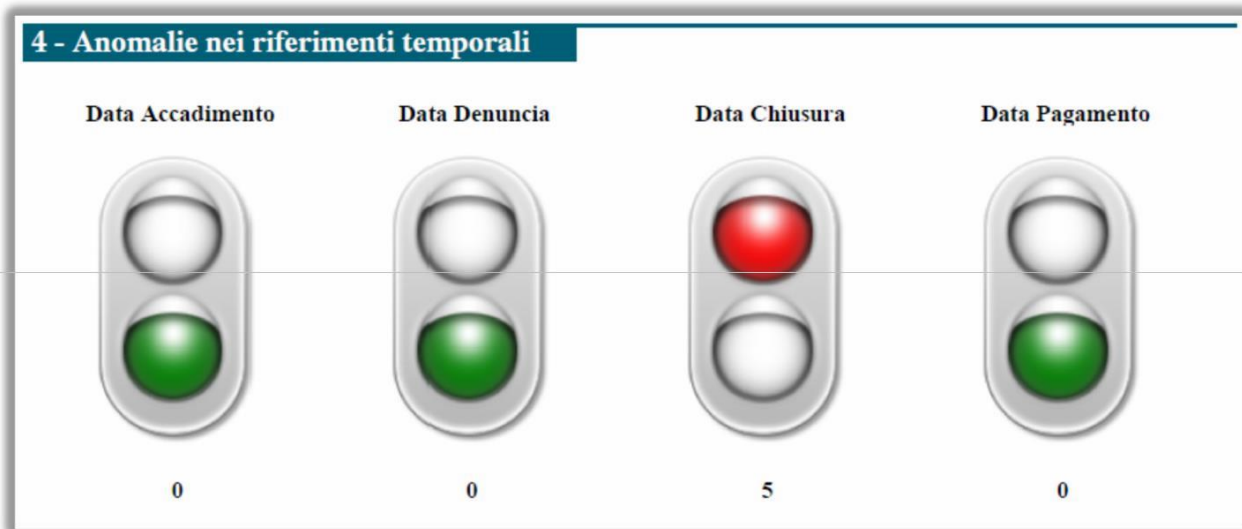 4 - Anomalie nei riferimenti temporali
Data Accadimento Data Denuncia Data Chiusura Data Pagamento
0 0 5 0